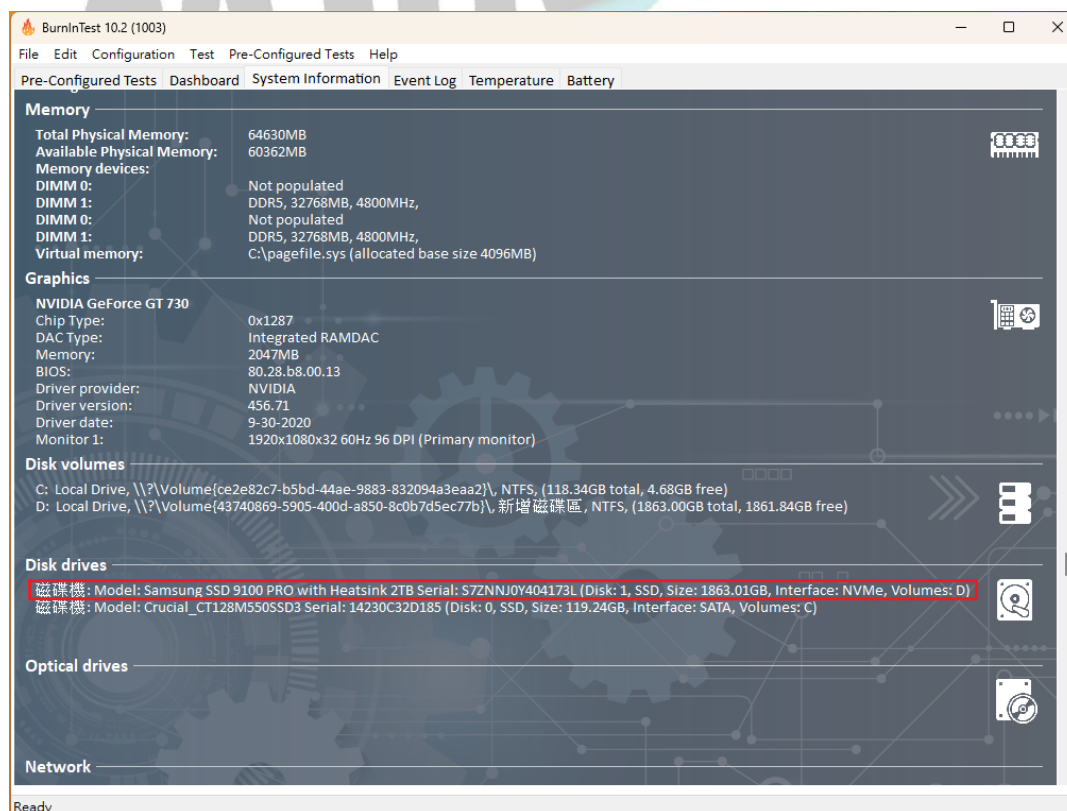 BurnInTest 10.2 (1003)
File Edit Configuration Test Pre-Configured Tests Help
Pre-Configured Tests Dashboard System Information Event Log Temperature Battery
Memory
Total Physical Memory: 64630MB
Available Physical Memory: 60362MB
Memory devices:
DIMM 0: Not populated
DIMM 1: DDR5, 32768MB, 4800MHz,
DIMM 0: Not populated
DIMM 1: DDR5, 32768MB, 4800MHz,
Virtual memory: C:\pagefile.sys (allocated base size 4096MB)
Graphics
NVIDIA GeForce GT 730
Chip Type: 0x1287
DAC Type: Integrated RAMDAC
Memory: 2047MB
BIOS: 80.28.b8.00.13
Driver provider: NVIDIA
Driver version: 456.71
Driver date: 9-30-2020
Monitor 1: 1920x1080x32 60Hz 96 DPI (Primary monitor)
Disk volumes
C: Local Drive, \\?\Volume{ce2e82c7-b5bd-44ae-9883-832094a3eaa2}\, NTFS, (118.34GB total, 4.68GB free)
D: Local Drive, \\?\Volume{43740869-5905-400d-a850-8c0b7d5ec77b}\, 新增磁碟區, NTFS, (1863.00GB total, 1861.84GB free)
Disk drives
磁碟機: Model: Samsung SSD 9100 PRO with Heatsink 2TB Serial: S7ZNNJ0Y404173L (Disk: 1, SSD, Size: 1863.01GB, Interface: NVMe, Volumes: D)
磁碟機: Model: Crucial_CT128M550SSD3 Serial: 14230C32D185 (Disk: 0, SSD, Size: 119.24GB, Interface: SATA, Volumes: C)
Optical drives
Network
Ready